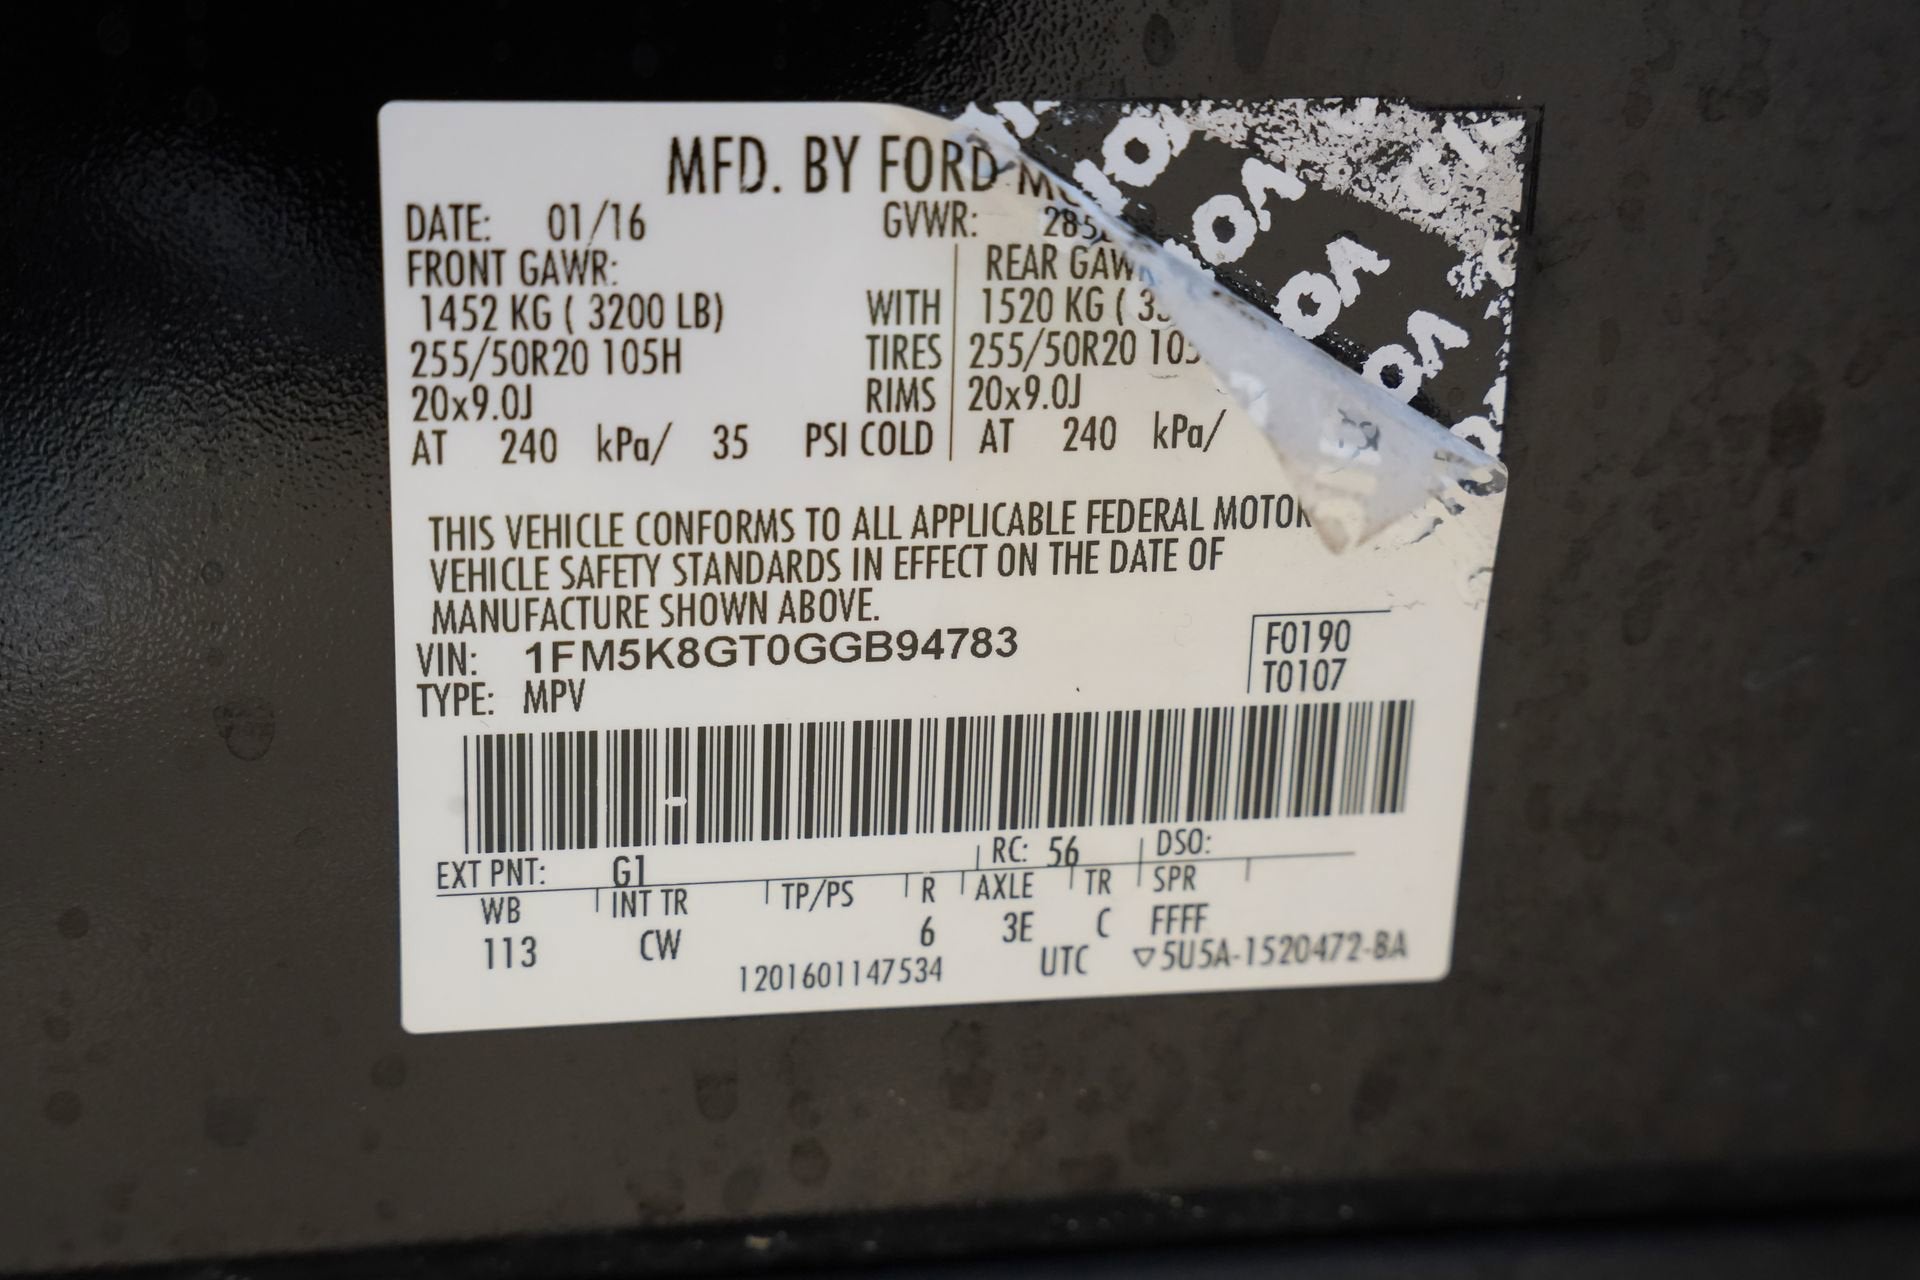 MFD. BY FORD
DATE: 01/16 GVWR:
FRONT GAWR: REAR
1452 KG ( 3200 LB) WITH 1520 KG (
255/50R20 105H TIRES 255/50R20
20x9.0J RIMS 20x9.0J
AT 240 kPa/ 35 PSI COLD AT 240 kPa/
THIS VEHICLE CONFORMS TO ALL APPLICABLE FEDERAL MOTOR
VEHICLE SAFETY STANDARDS IN EFFECT ON THE DATE OF
MANUFACTURE SHOWN ABOVE.
VIN: 1FM5K8GT0GGB94783
F0190
TYPE: MPV
T0107
EXT PNT: G1 RC: 56 DSO:
WB INT TR TP/PS R AXLE TR SPR
113 CW 6 3E C FFFF
1201601147534 UTC ▽5U5A-1520472-BA
VO
VO
VO